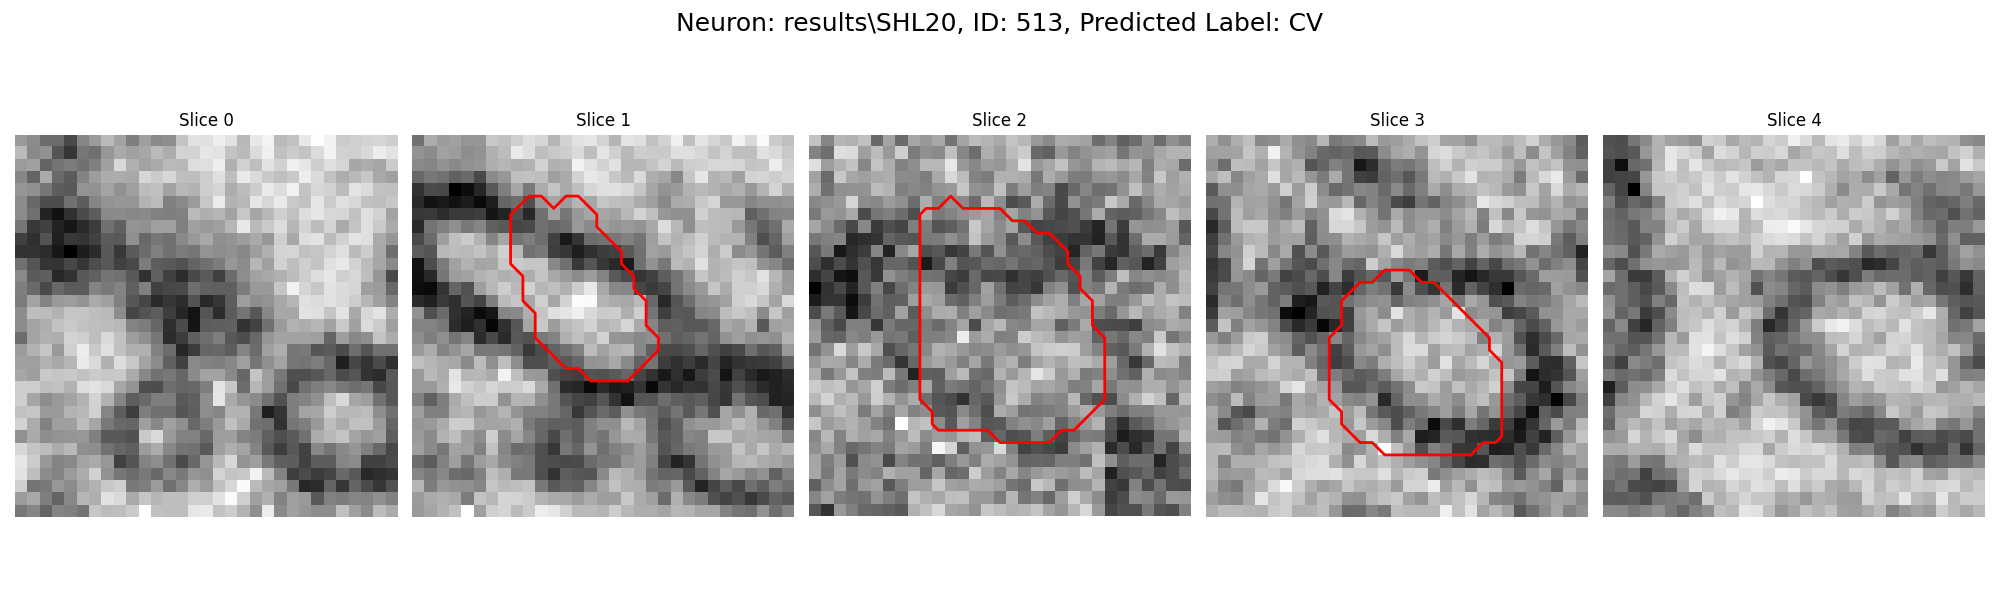 Neuron: results\SHL20, ID: 513, Predicted Label: CV
Slice 0
Slice 1
Slice 2
Slice 3
Slice 4